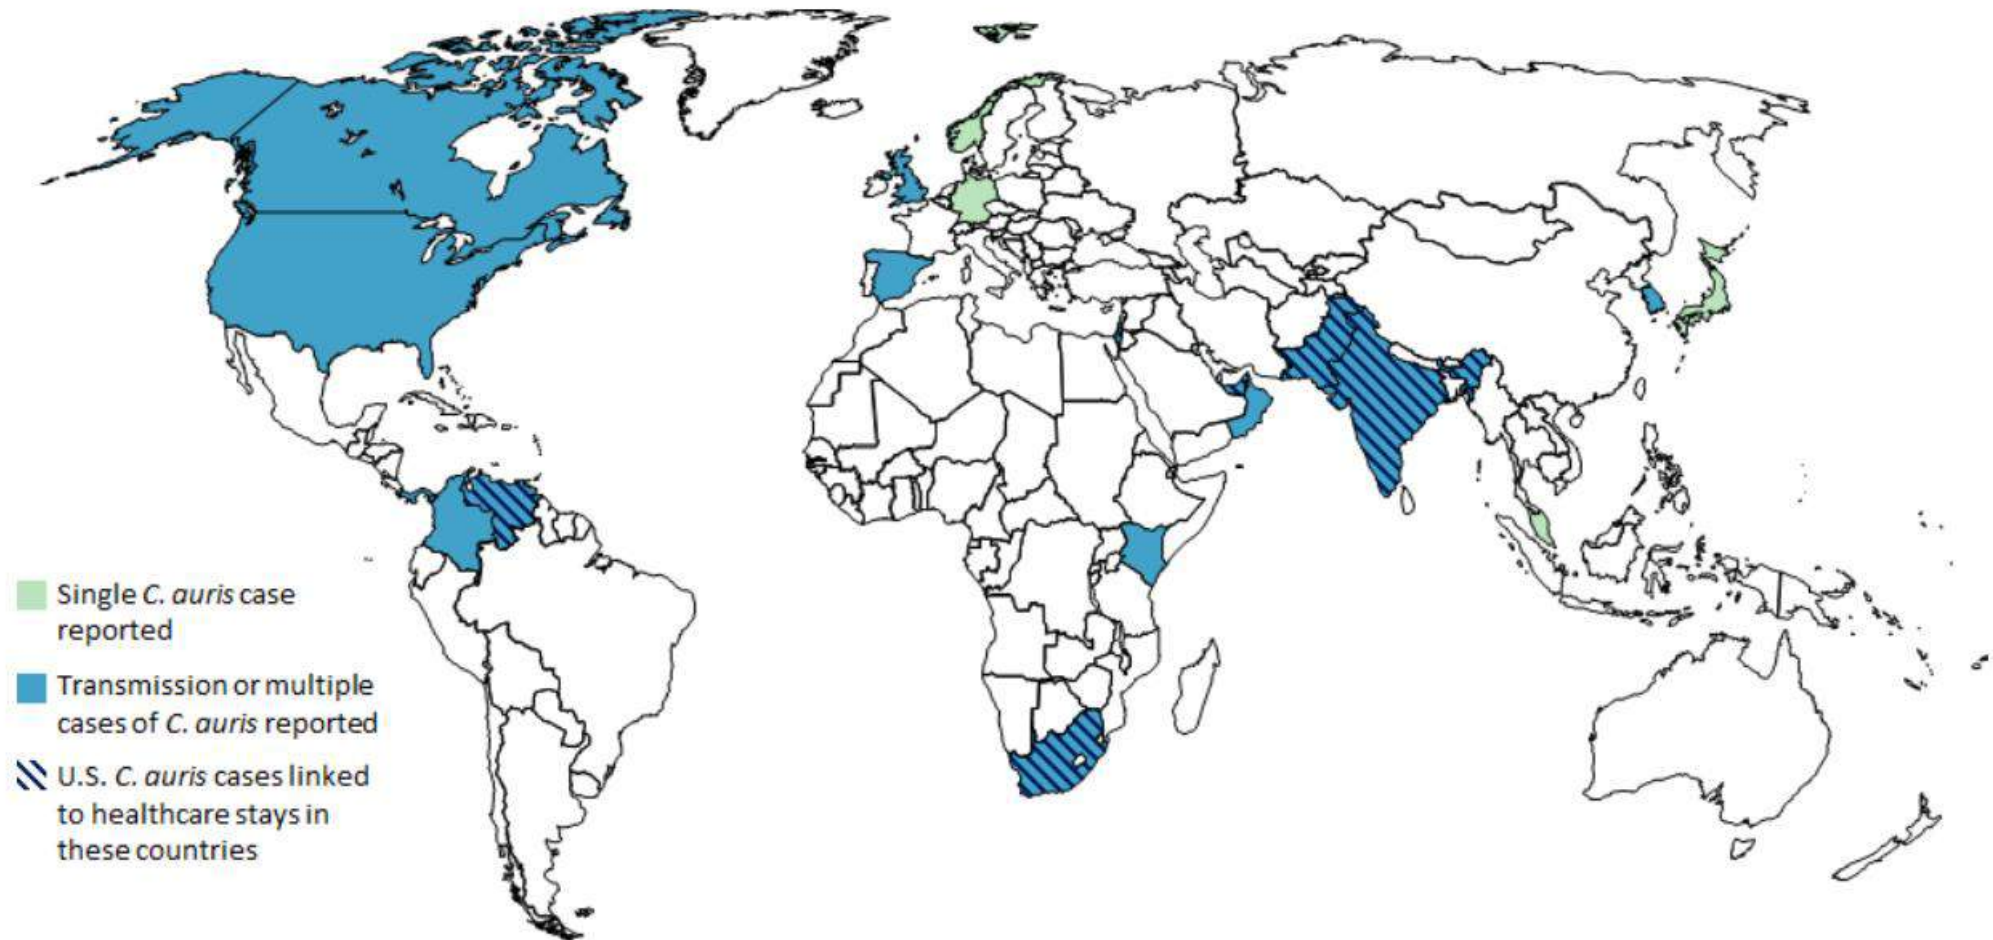 Single C. auris case
reported
Transmission or multiple
cases of C. auris reported
U.S. C. auris cases linked
to healthcare stays in
these countries